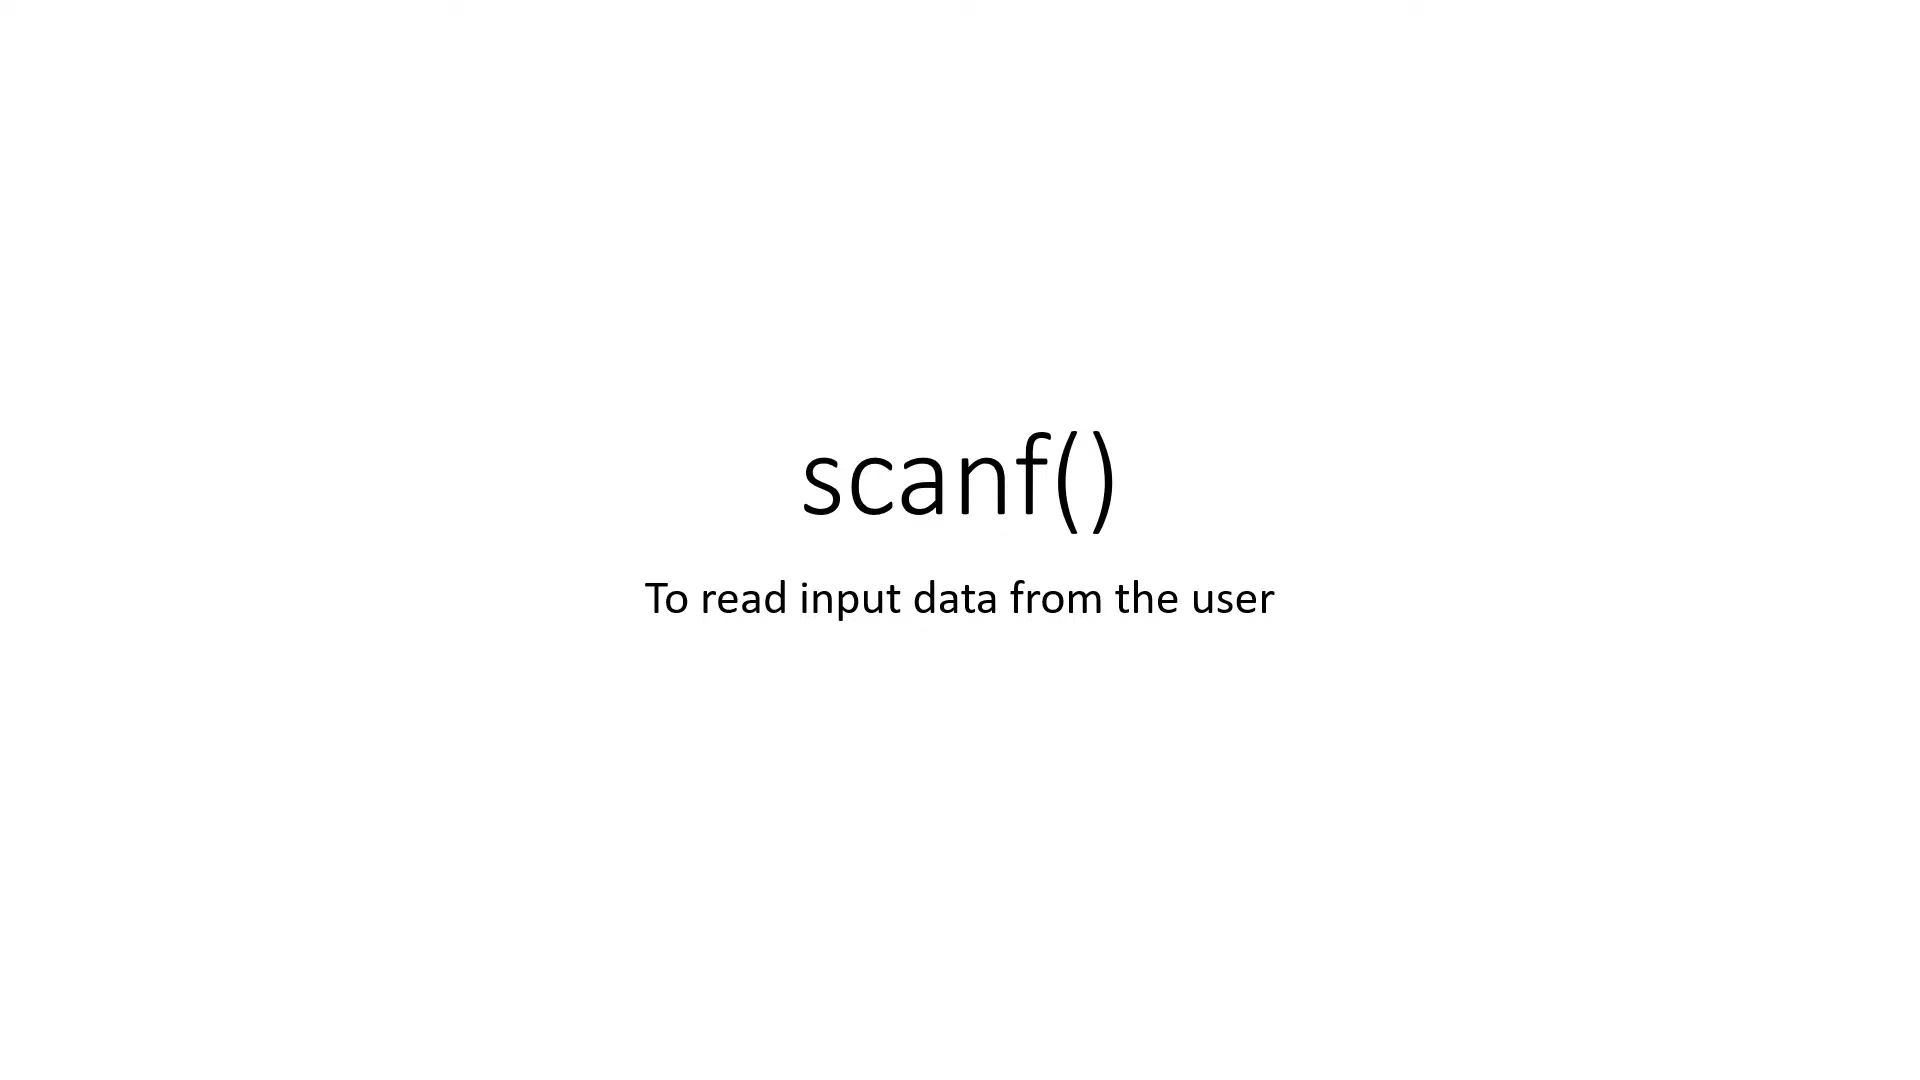 scanf()
To read input data from the user